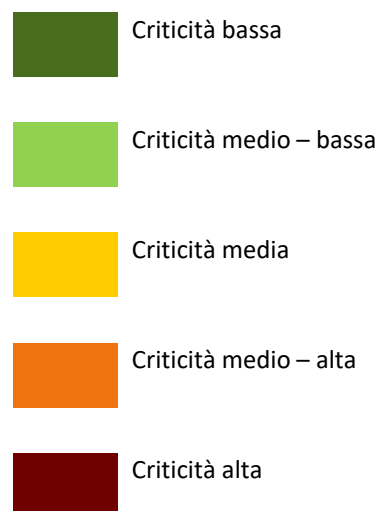 Criticità bassa
Criticità medio – bassa
Criticità media
Criticità medio – alta
Criticità alta